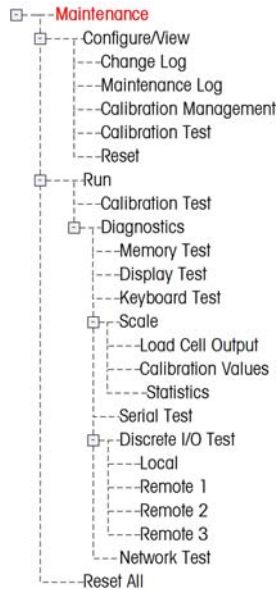 Maintenance
Configure/View
Change Log
Maintenance Log
Calibration Management
Calibration Test
Reset
Run
Calibration Test
Diagnostics
Memory Test
Display Test
Keyboard Test
Scale
Load Cell Output
Calibration Values
Statistics
Serial Test
Discrete I/O Test
Local
Remote 1
Remote 2
Remote 3
Network Test
Reset All